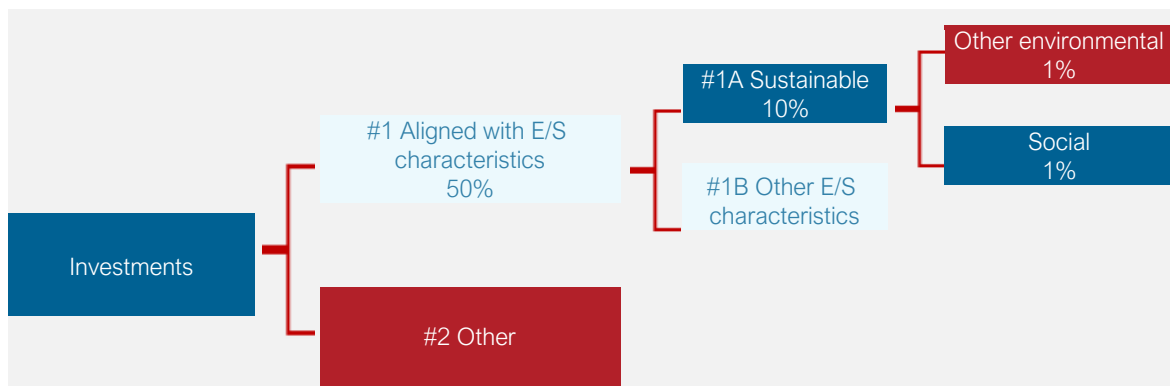 Investments
#1 Aligned with E/S
characteristics
50%
#2 Other
#1A Sustainable
10%
#1B Other E/S
characteristics
Other environmental
1%
Social
1%